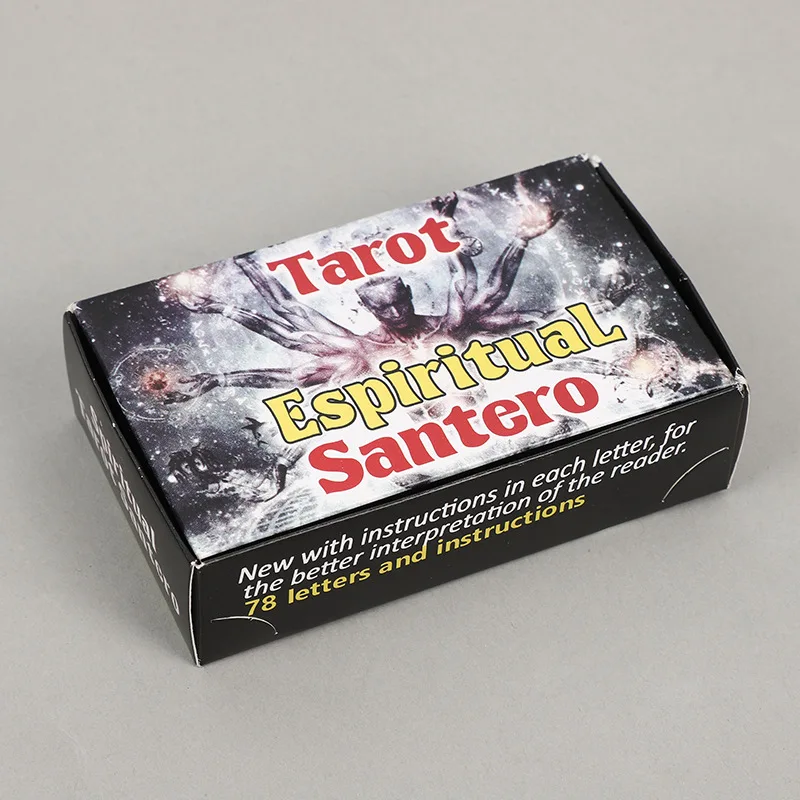 Tarot
EspirituaL
Santero
New with instructions in each letter, for
the better interpretation of the reader.
78 letters and instructions
Espiritual